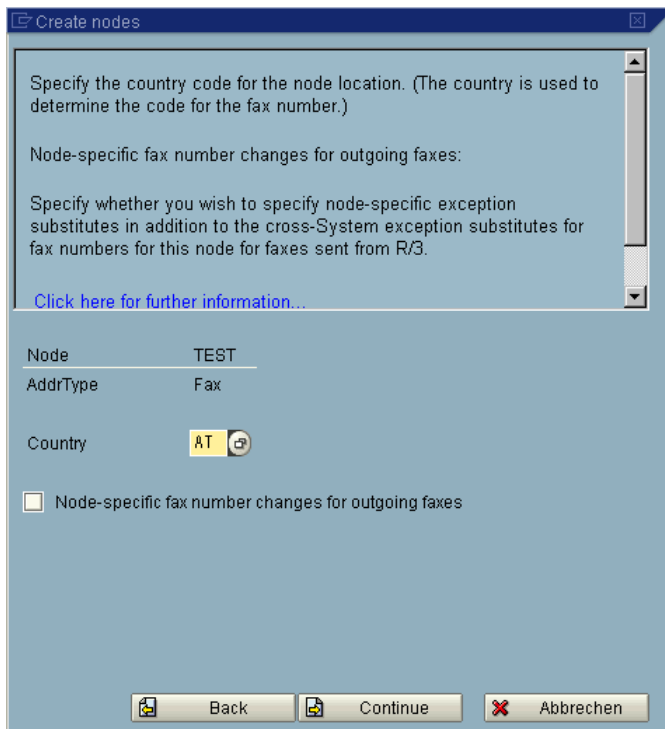 Create nodes
Specify the country code for the node location. (The country is used to
determine the code for the fax number.)
Node-specific fax number changes for outgoing faxes:
Specify whether you wish to specify node-specific exception
substitutes in addition to the cross-System exception substitutes for
fax numbers for this node for faxes sent from R/3.
Click here for further information...
Node TEST
AddrType Fax
Country AT
Node-specific fax number changes for outgoing faxes
Back Continue Abbrechen